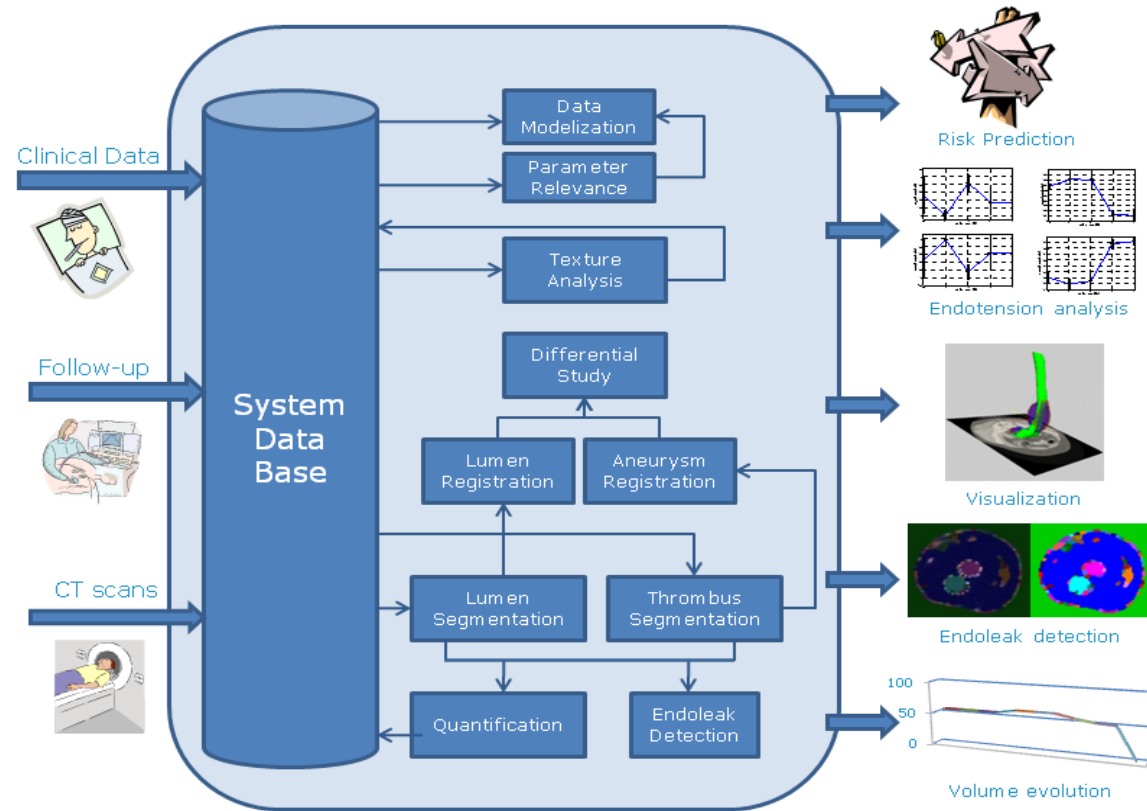 Clinical Data
Follow-up
CT scans
System
Data
Base
Data
Modelization
Parameter
Relevance
Texture
Analysis
Differential
Study
Lumen
Registration
Aneurysm
Registration
Lumen
Segmentation
Thrombus
Segmentation
Quantification
Endoleak
Detection
Risk Prediction
Endotension analysis
Visualization
Endoleak detection
100
50
0
Volume evolution